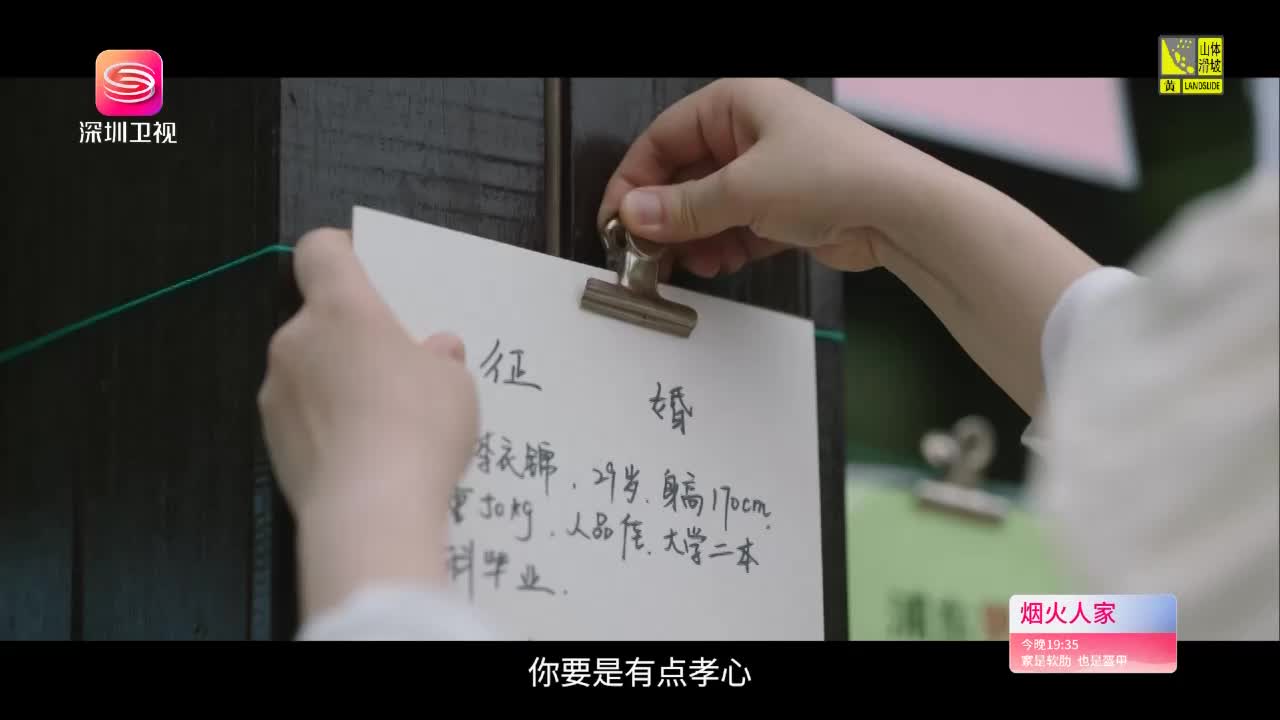 深圳卫视
山体
滑坡
黄 LANDSLIDE
征 婚
李衣锦，29岁、身高170cm，
重50kg，人品佳、大学二本
科毕业.
烟火人家
今晚19:35
家是软肋 也是盔甲
你要是有点孝心